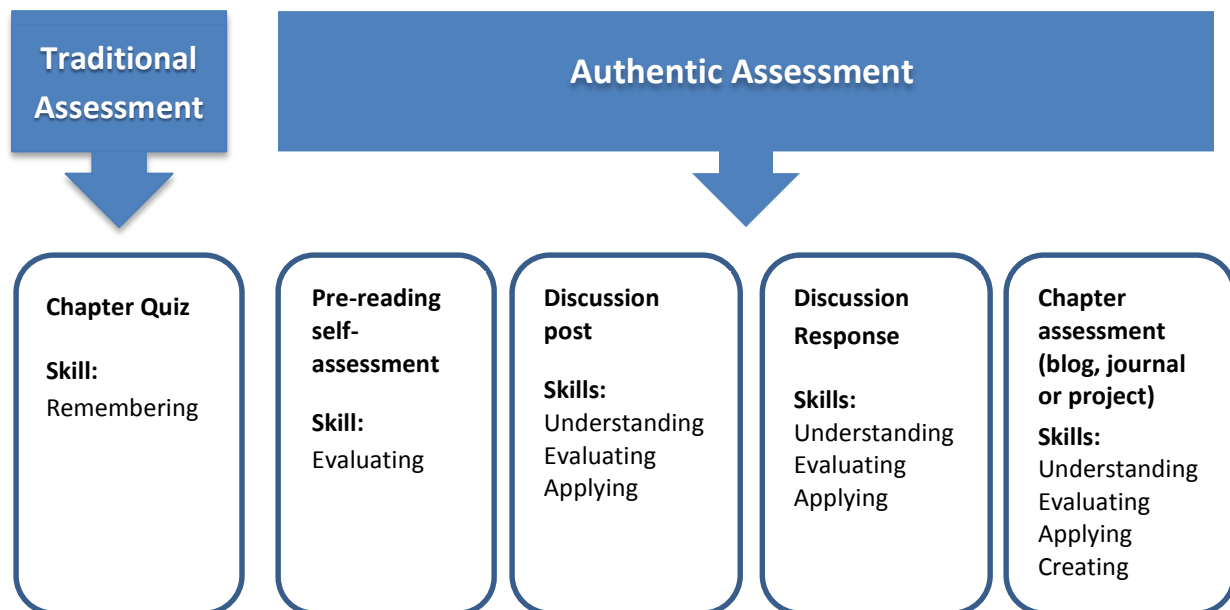 Traditional
Assessment
Authentic Assessment
Chapter Quiz
Skill:
Remembering
Pre-reading
self-
assessment
Skill:
Evaluating
Discussion
post
Skills:
Understanding
Evaluating
Applying
Discussion
Response
Skills:
Understanding
Evaluating
Applying
Chapter
assessment
(blog, journal
or project)
Skills:
Understanding
Evaluating
Applying
Creating